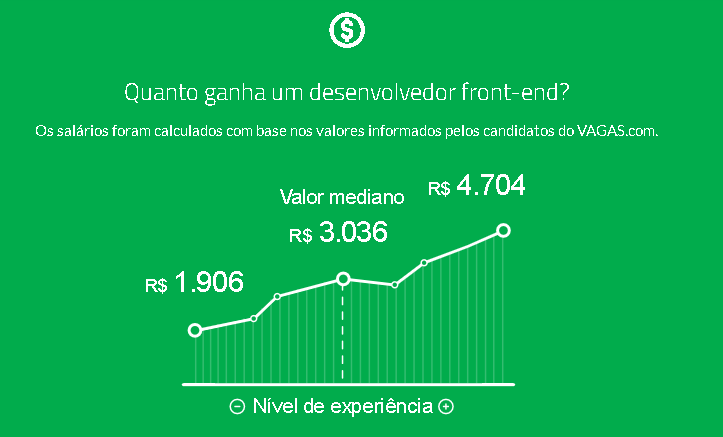 $
Quanto ganha um desenvolvedor front-end?
Os salários foram calculados com base nos valores informados pelos candidatos do VAGAS.com.
R$ 4.704
Valor mediano
R$ 3.036
R$ 1.906
Nível de experiência